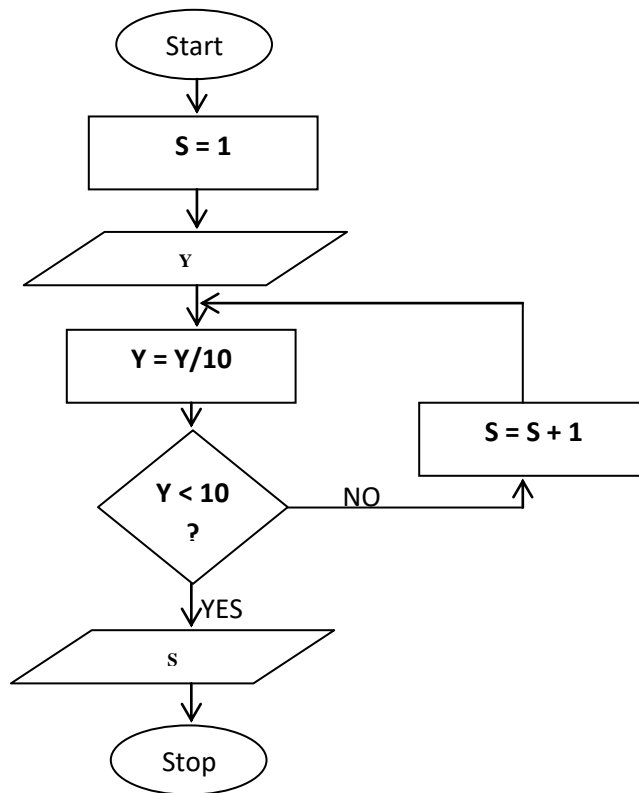 Start
S = 1
Y
Y = Y/10
S = S + 1
Y < 10
?
NO
YES
S
Stop